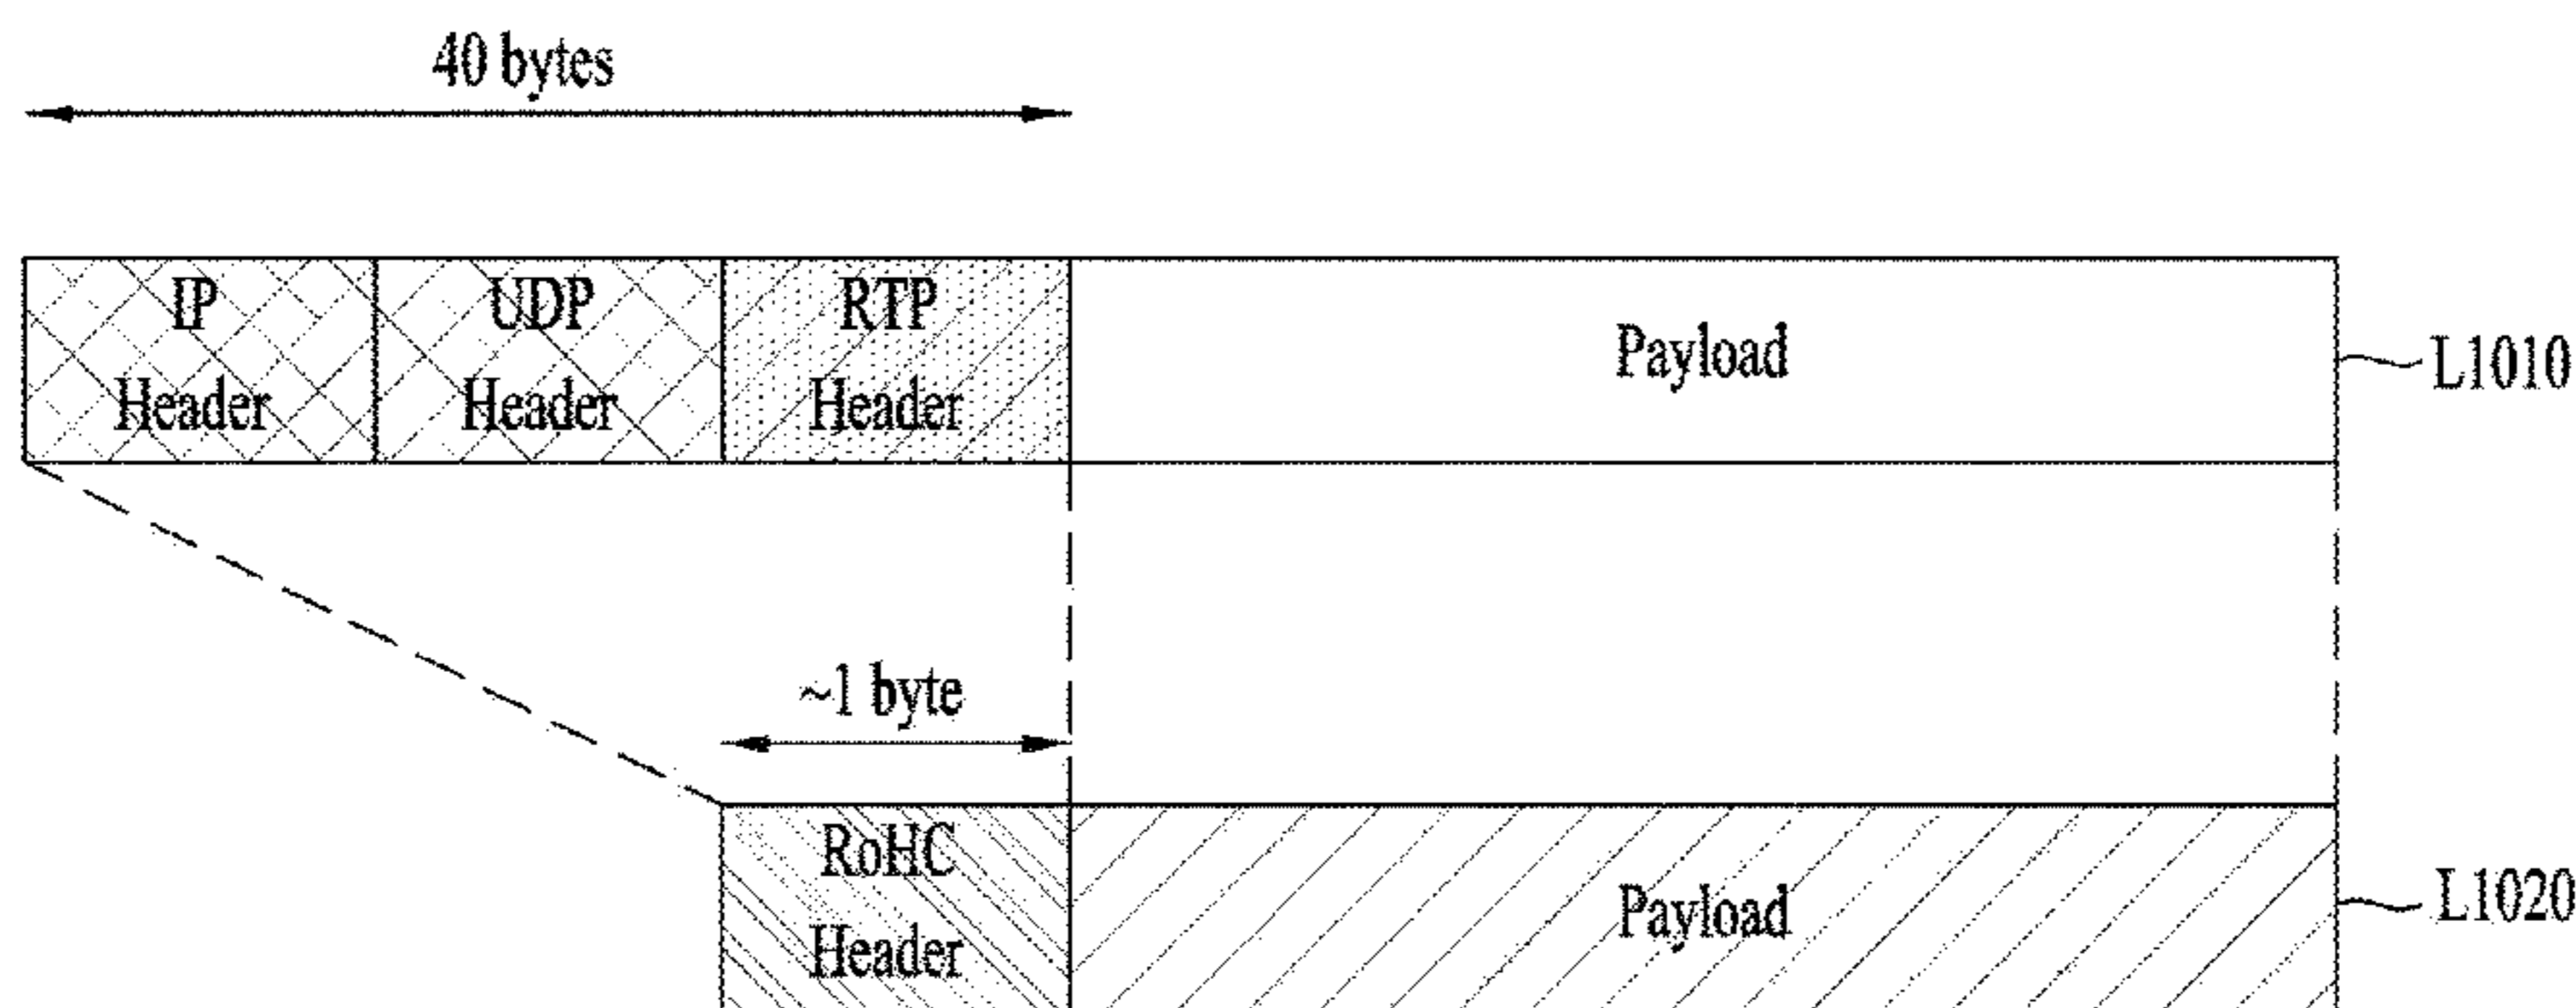 40 bytes
IP
Header
UDP
Header
RTP
Header
Payload
L1010
~1 byte
RoHC
Header
Payload
L1020